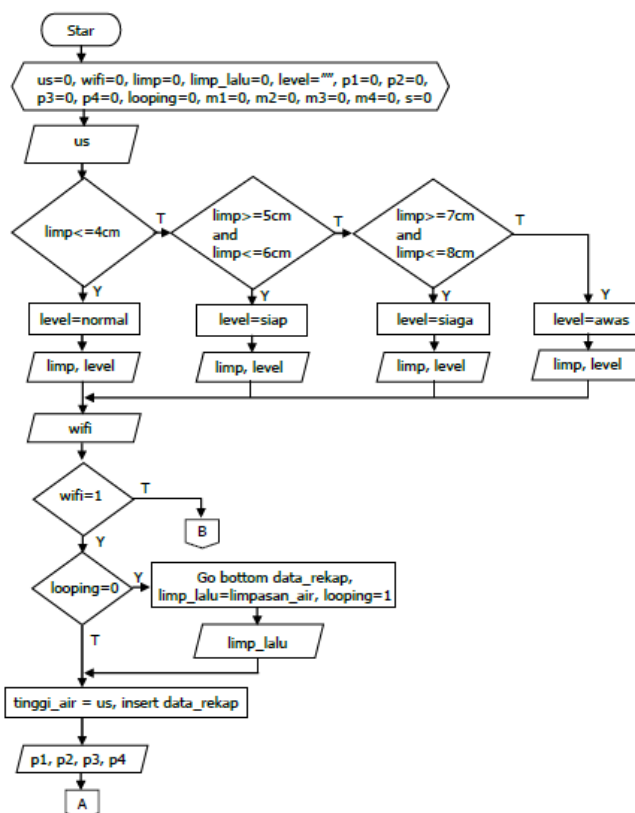 Star
us=0, wifi=0, limp=0, limp_lalu=0, level="", p1=0, p2=0,
p3=0, p4=0, looping=0, m1=0, m2=0, m3=0, m4=0, s=0
us
limp<=4cm
T
limp>=5cm
and
limp<=6cm
T
limp>=7cm
and
limp<=8cm
T
Y
Y
Y
Y
level=normal
level=siap
level=siaga
level=awas
limp, level
limp, level
limp, level
limp, level
wifi
wifi=1
T
B
Y
looping=0
Y
Go bottom data_rekap,
limp_lalu=limpasan_air, looping=1
limp_lalu
T
tinggi_air = us, insert data_rekap
p1, p2, p3, p4
A